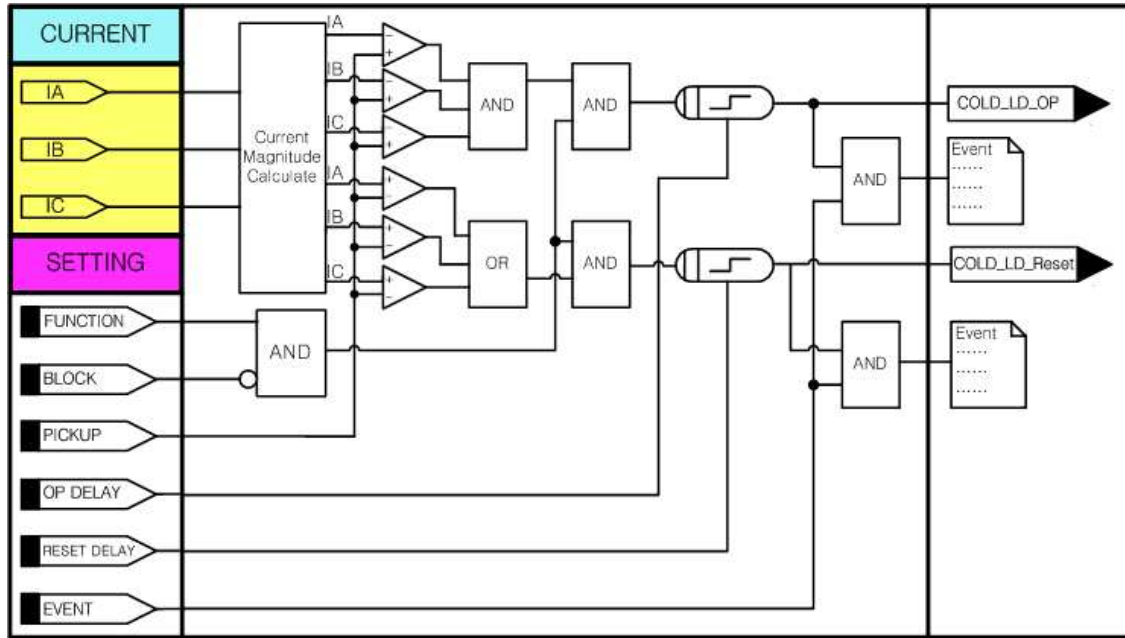 CURRENT
IA
IB
IC
SETTING
FUNCTION
BLOCK
PICKUP
OP DELAY
RESET DELAY
EVENT
Current
Magnitude
Calculate
IA
IB
IC
IA
IB
IC
− +
− +
− +
+ −
+ −
+ −
AND
AND
OR
AND
AND
AND
AND
COLD_LD_OP
Event
......
......
......
COLD_LD_Reset
Event
......
......
......